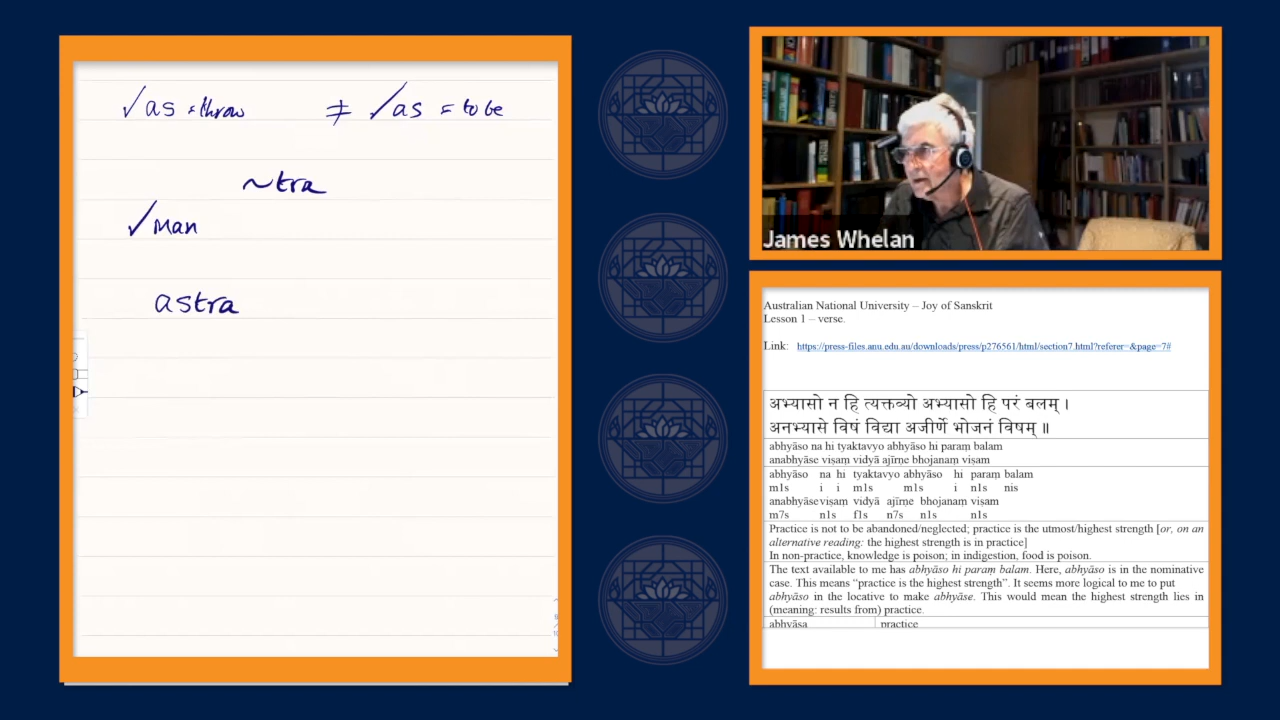 √as = throw ≠ √as = to be
~tra
√man
astra
James Whelan
Australian National University – Joy of Sanskrit
Lesson 1 – verse.
Link: https://press-files.anu.edu.au/downloads/press/p276561/html/section7.html?referer=&page=7#
अभ्यासो न हि त्यक्तव्यो अभ्यासो हि परं बलम् ।
अनभ्यासे विषं विद्या अजीर्णे भोजनं विषम् ॥
abhyāso na hi tyaktavyo abhyāso hi paraṃ balam
anabhyāse viṣaṃ vidyā ajīrṇe bhojanaṃ viṣam
abhyāso na hi tyaktavyo abhyāso hi paraṃ balam
m1s i i m1s m1s i n1s nis
anabhyāse viṣaṃ vidyā ajīrṇe bhojanaṃ viṣam
m7s n1s f1s n7s n1s n1s
Practice is not to be abandoned/neglected; practice is the utmost/highest strength [or, on an
alternative reading: the highest strength is in practice]
In non-practice, knowledge is poison; in indigestion, food is poison.
The text available to me has abhyāso hi paraṃ balam. Here, abhyāso is in the nominative
case. This means “practice is the highest strength”. It seems more logical to me to put
abhyāso in the locative to make abhyāse. This would mean the highest strength lies in
(meaning: results from) practice.
abhyāsa practice